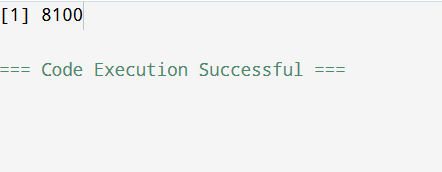 [1] 8100
=== Code Execution Successful ===